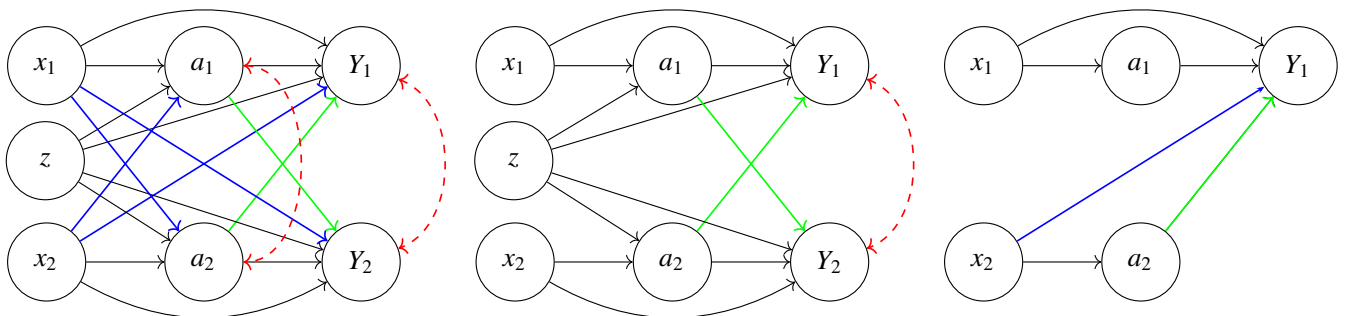 x₁ a₁ Y₁ x₁ a₁ Y₁ x₁ a₁ Y₁
z z
x₂ a₂ Y₂ x₂ a₂ Y₂ x₂ a₂